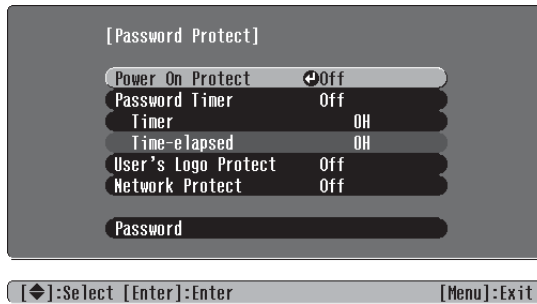 [Password Protect]
Power On Protect Off
Password Timer Off
Timer 0H
Time-elapsed 0H
User's Logo Protect Off
Network Protect Off
Password
[◆]:Select [Enter]:Enter [Menu]:Exit